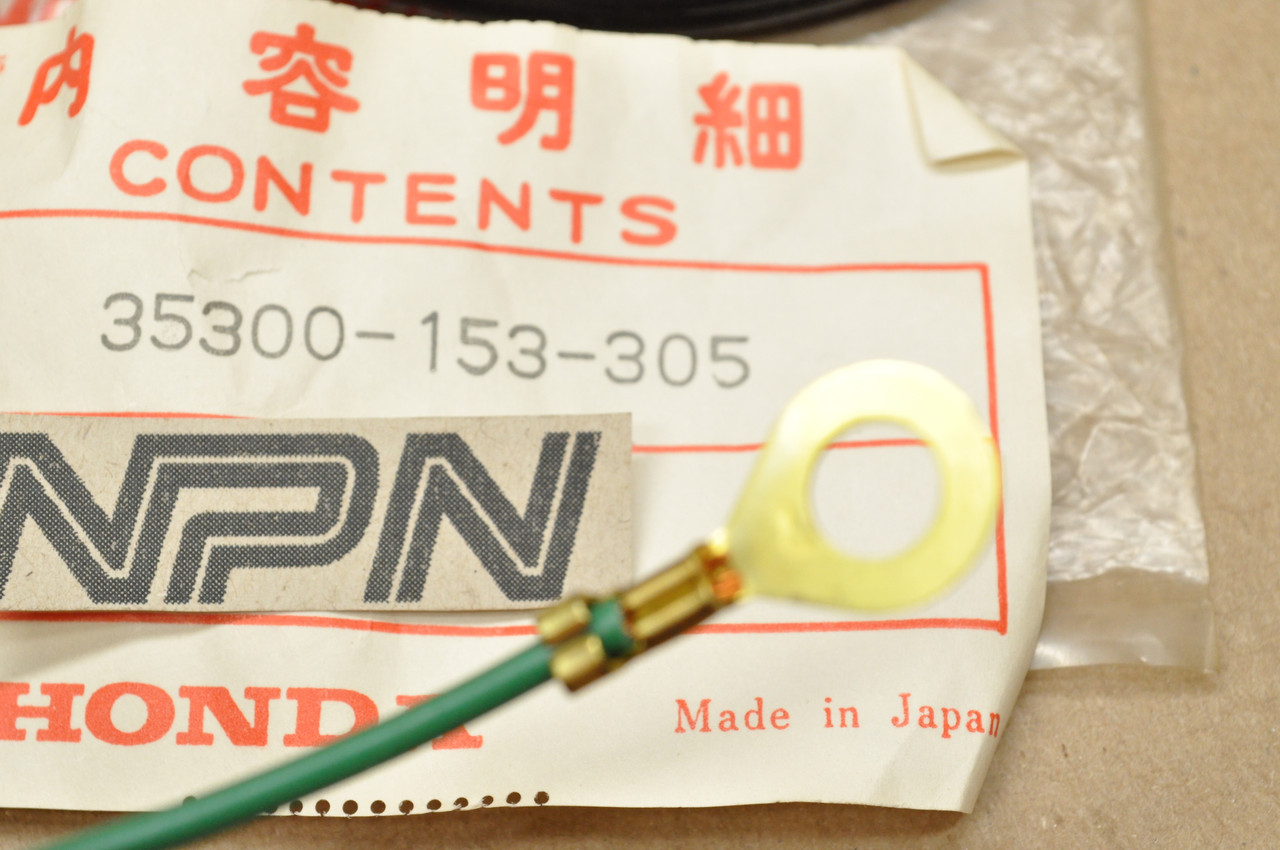 内容明細
CONTENTS
35300-153-305
NPN
HONDA
Made in Japan